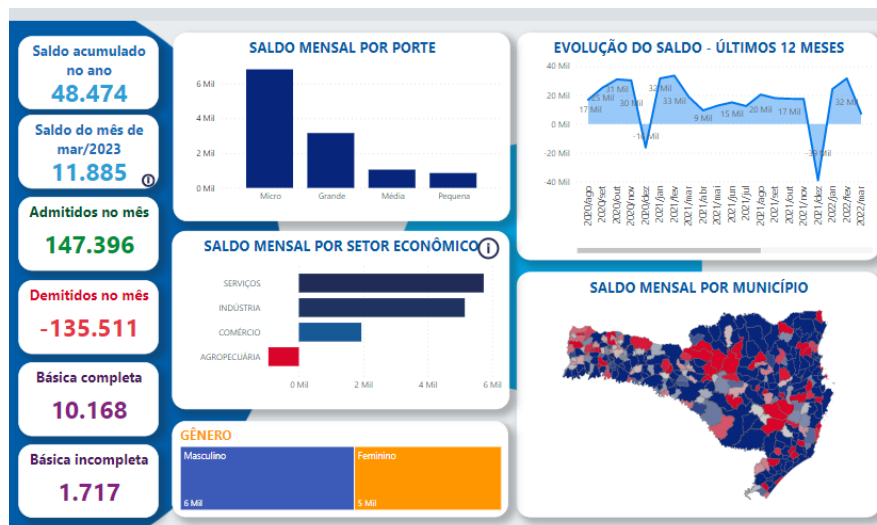 Saldo acumulado
no ano
48.474
Saldo do mês de
mar/2023
11.885
Admitidos no mês
147.396
Demitidos no mês
-135.511
Básica completa
10.168
Básica incompleta
1.717
SALDO MENSAL POR PORTE
6 Mil
4 Mil
2 Mil
0 Mil
Micro
Grande
Média
Pequena
SALDO MENSAL POR SETOR ECONÔMICO
SERVIÇOS
INDÚSTRIA
COMÉRCIO
AGROPECUÁRIA
0 Mil
2 Mil
4 Mil
6 Mil
GÊNERO
Masculino
6 Mil
Feminino
5 Mil
EVOLUÇÃO DO SALDO - ÚLTIMOS 12 MESES
40 Mil
20 Mil
0 Mil
-20 Mil
-40 Mil
17 Mil
25 Mil
31 Mil
30 Mil
32 Mil
33 Mil
9 Mil
15 Mil
20 Mil
17 Mil
-39 Mil
32 Mil
2020/ago
2020/set
2020/out
2020/nov
2020/dez
2021/jan
2021/fev
2021/mar
2021/abr
2021/mai
2021/jun
2021/jul
2021/ago
2021/set
2021/out
2021/nov
2021/dez
2022/jan
2022/fev
2022/mar
SALDO MENSAL POR MUNICÍPIO